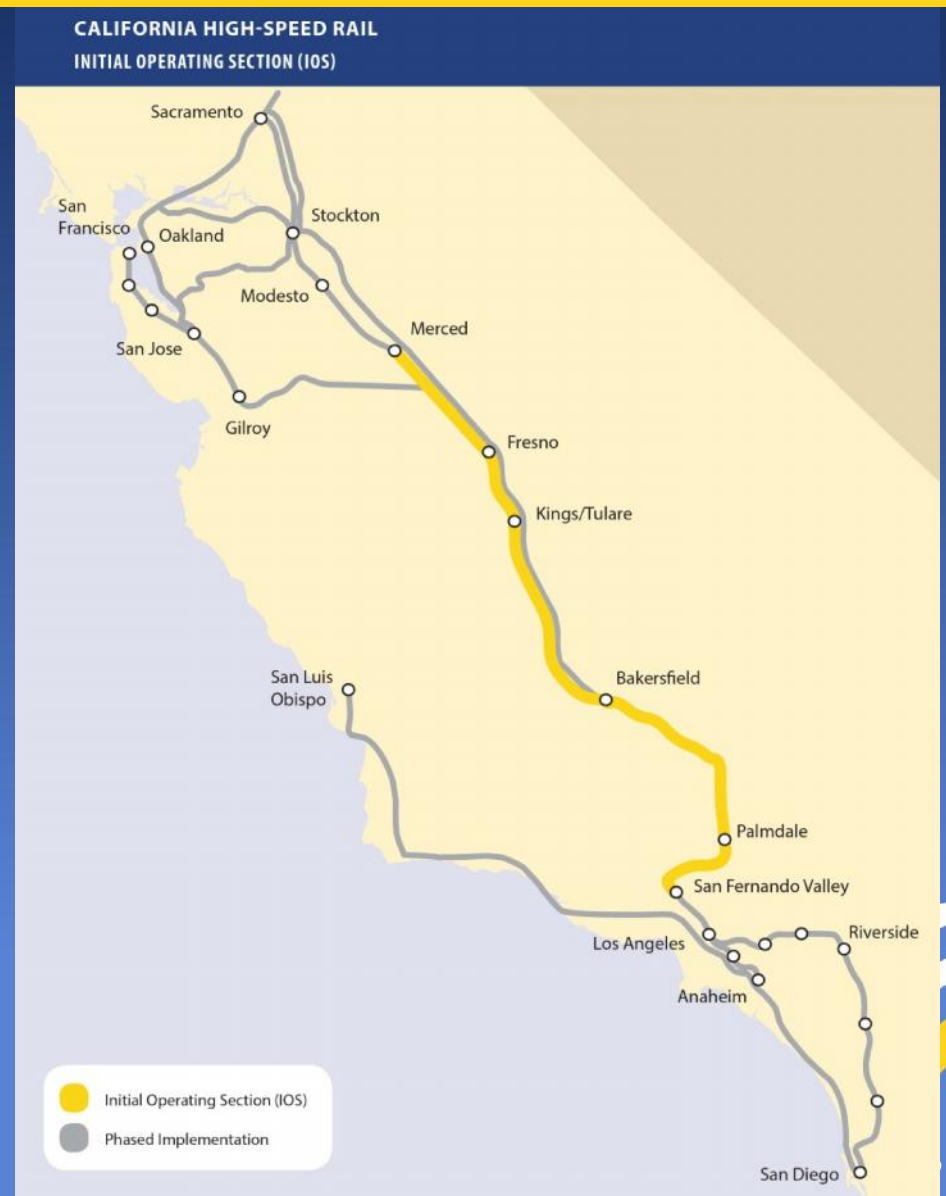 CALIFORNIA HIGH-SPEED RAIL
INITIAL OPERATING SECTION (IOS)
Sacramento
San
Francisco
Oakland
Stockton
Modesto
Merced
San Jose
Gilroy
Fresno
Kings/Tulare
San Luis
Obispo
Bakersfield
Palmdale
San Fernando Valley
Los Angeles
Riverside
Anaheim
San Diego
Initial Operating Section (IOS)
Phased Implementation